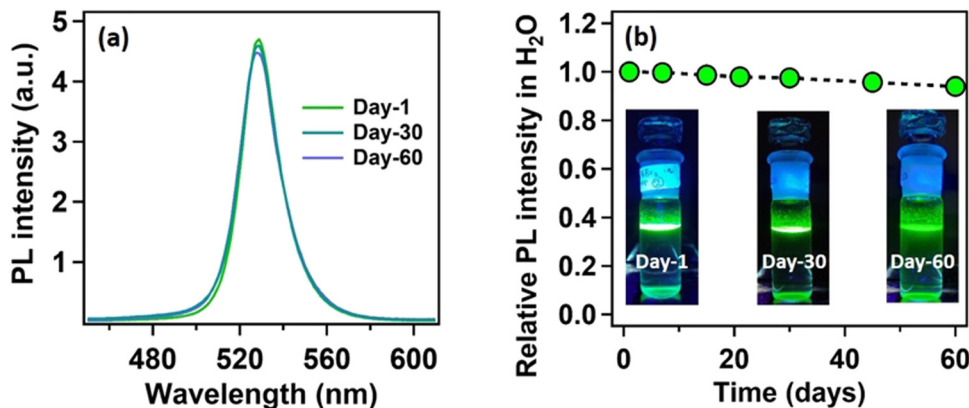 (a)
PL intensity (a.u.)
5
4
3
2
1
Day-1
Day-30
Day-60
480
520
560
600
Wavelength (nm)
(b)
Relative PL intensity in H₂O
1.2
1.0
0.8
0.6
0.4
0.2
0.0
Day-1
Day-30
Day-60
0
20
40
60
Time (days)